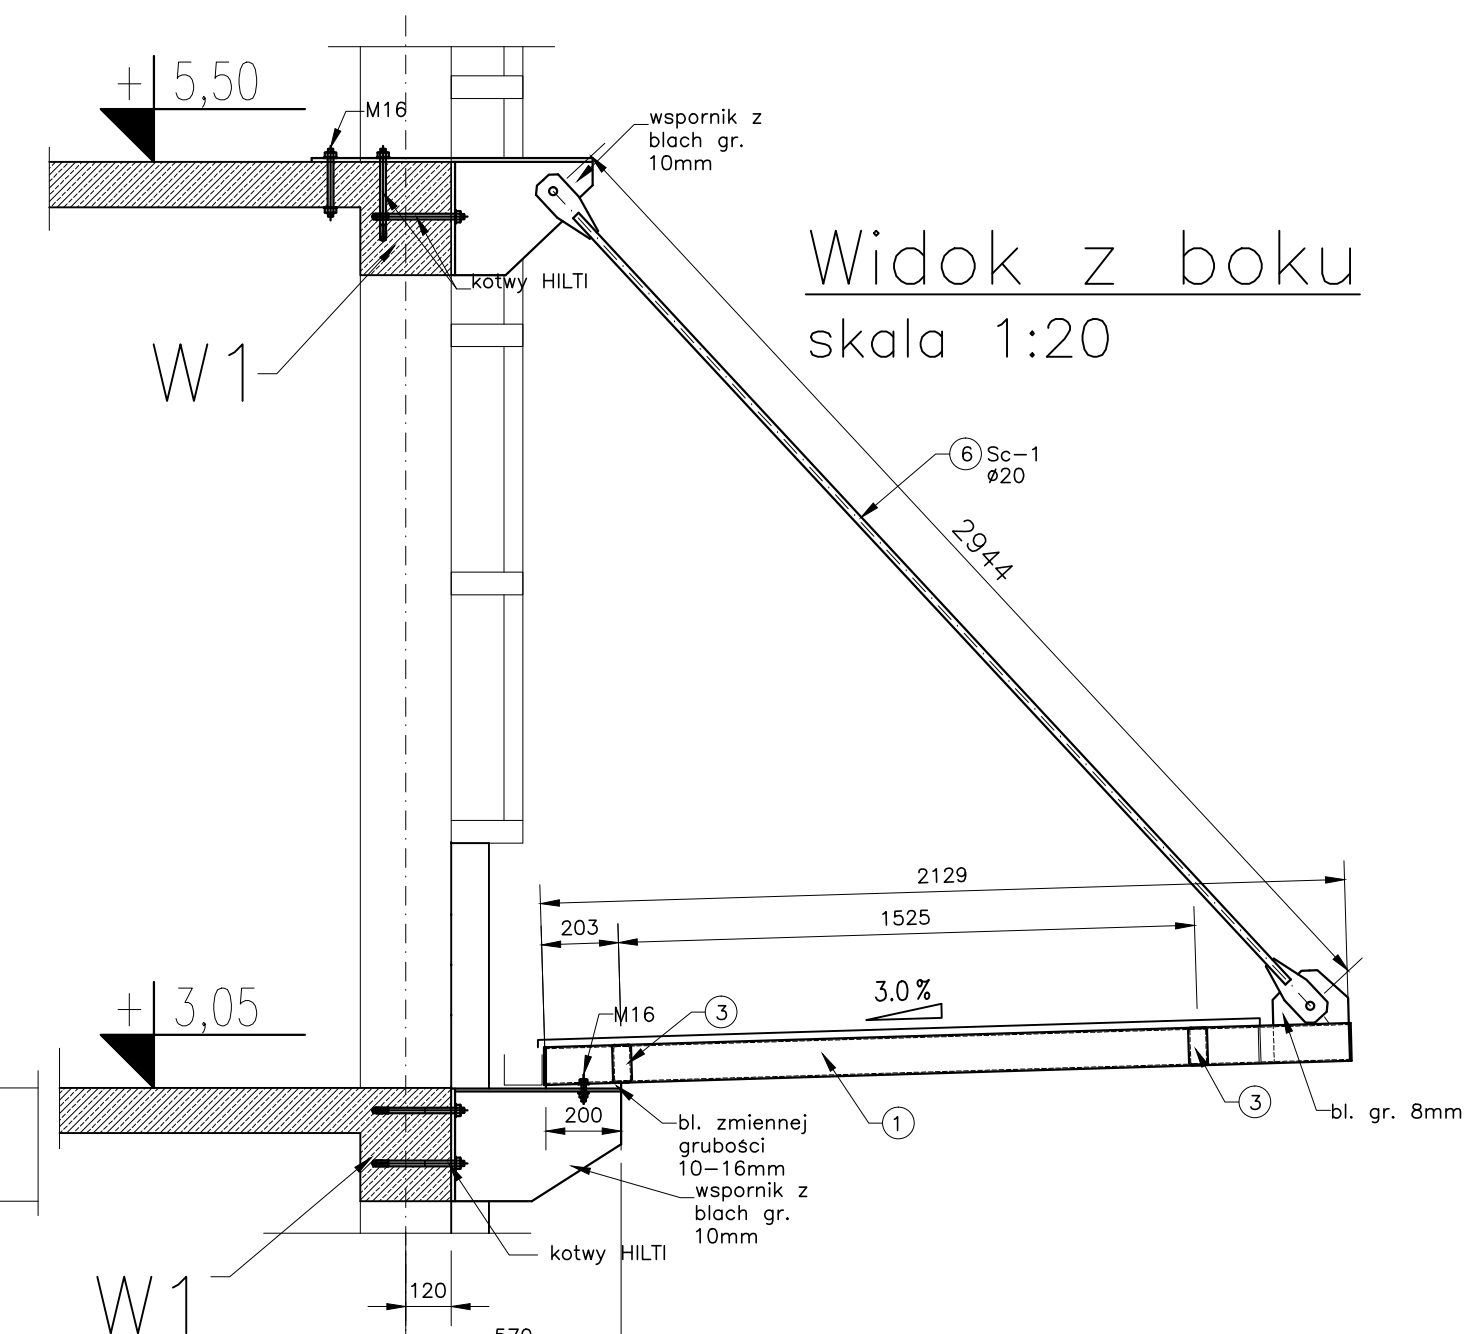 + 5,50
M16
wspornik z
blach gr.
10mm
Widok z boku
skala 1:20
kotwy HILTI
W1
6 Sc-1
ø20
2944
2129
1525
203
3.0%
+ 3,05
M16
3
200
bl. zmiennej
grubości
10-16mm
1
3
bl. gr. 8mm
wspornik z
blach gr.
10mm
kotwy HILTI
W1
120
570